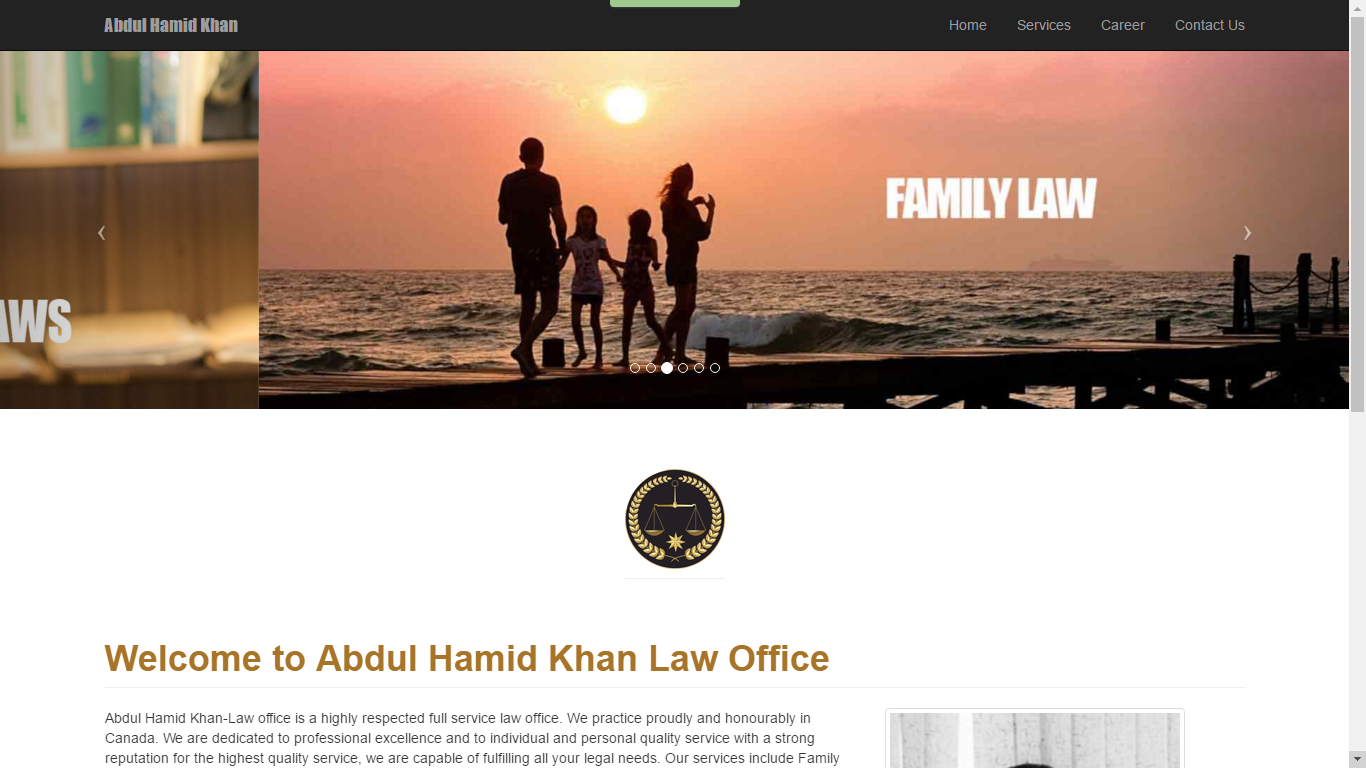 Abdul Hamid Khan
Home Services Career Contact Us
FAMILY LAW
AWS
Welcome to Abdul Hamid Khan Law Office
Abdul Hamid Khan-Law office is a highly respected full service law office. We practice proudly and honourably in
Canada. We are dedicated to professional excellence and to individual and personal quality service with a strong
reputation for the highest quality service, we are capable of fulfilling all your legal needs. Our services include Family